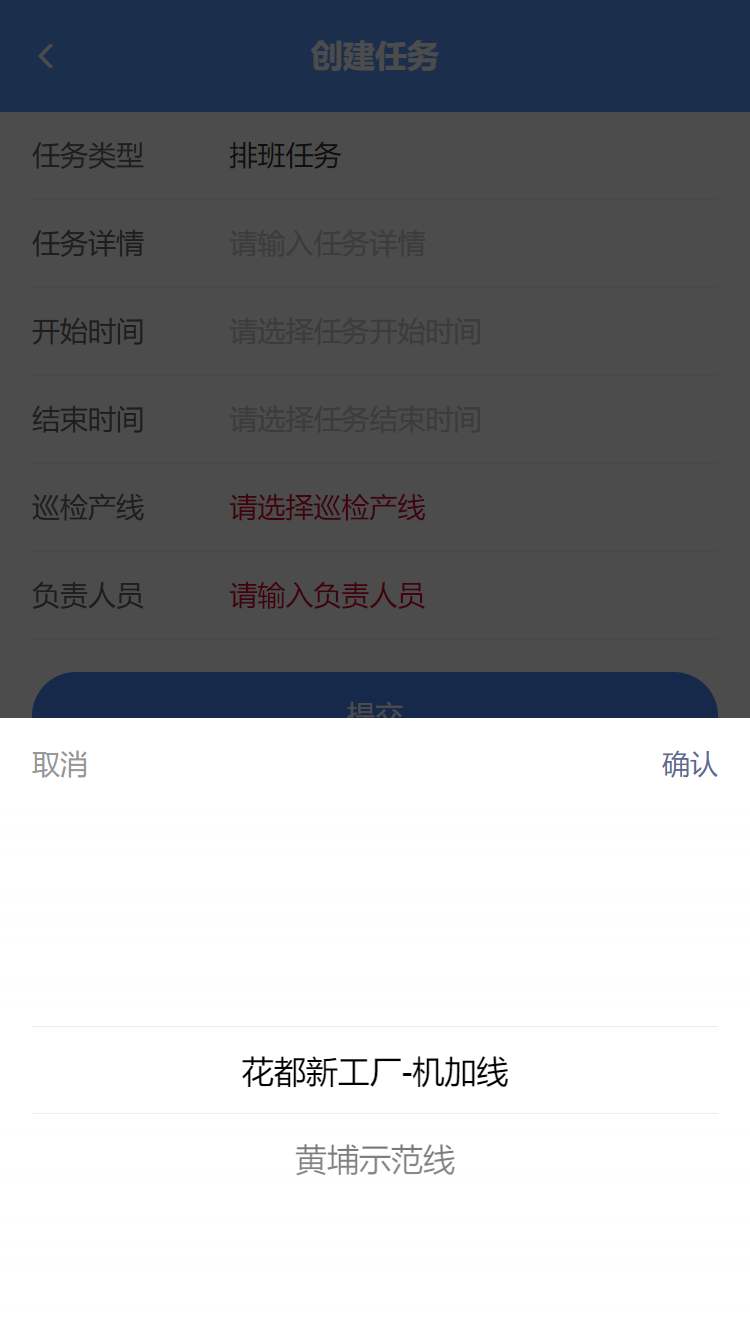 创建任务
任务类型 排班任务
任务详情 请输入任务详情
开始时间 请选择任务开始时间
结束时间 请选择任务结束时间
巡检产线 请选择巡检产线
负责人员 请输入负责人员
提交
取消 确认
花都新工厂-机加线
黄埔示范线